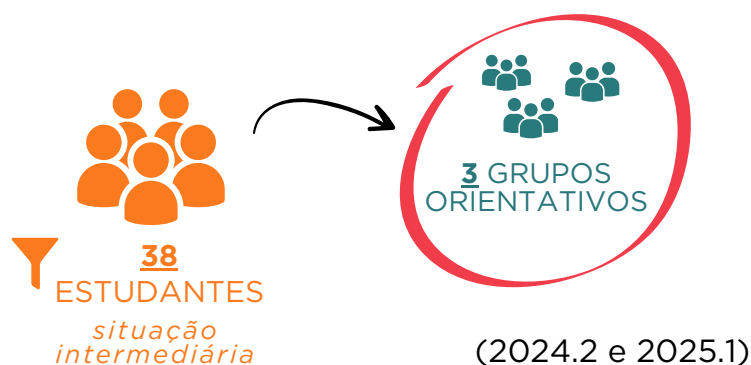 38
ESTUDANTES
situação
intermediária
3 GRUPOS
ORIENTATIVOS
(2024.2 e 2025.1)